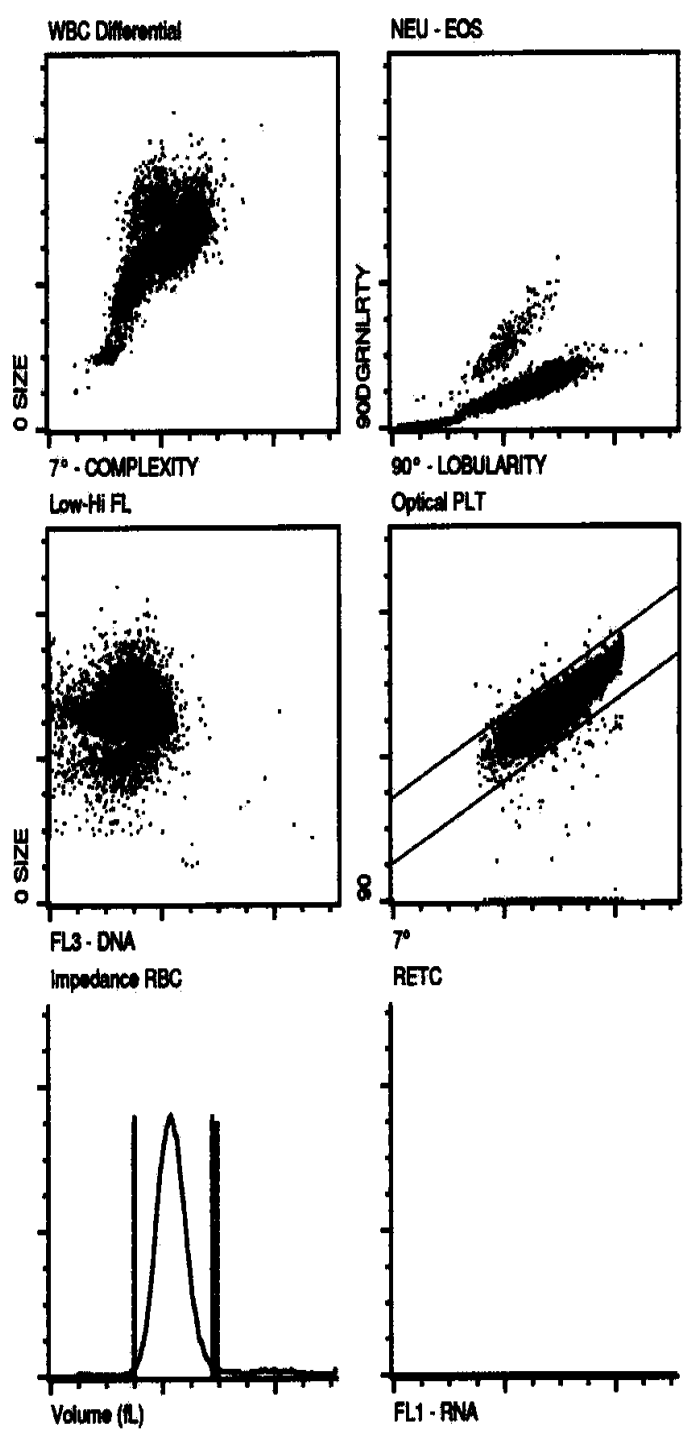 WBC Differential
NEU - EOS
0 SIZE
90DGRNLRTY
7° - COMPLEXITY
90° - LOBULARITY
Low-Hi FL
Optical PLT
0 SIZE
90
FL3 - DNA
7°
Impedance RBC
RETC
Volume (fL)
FL1 - RNA